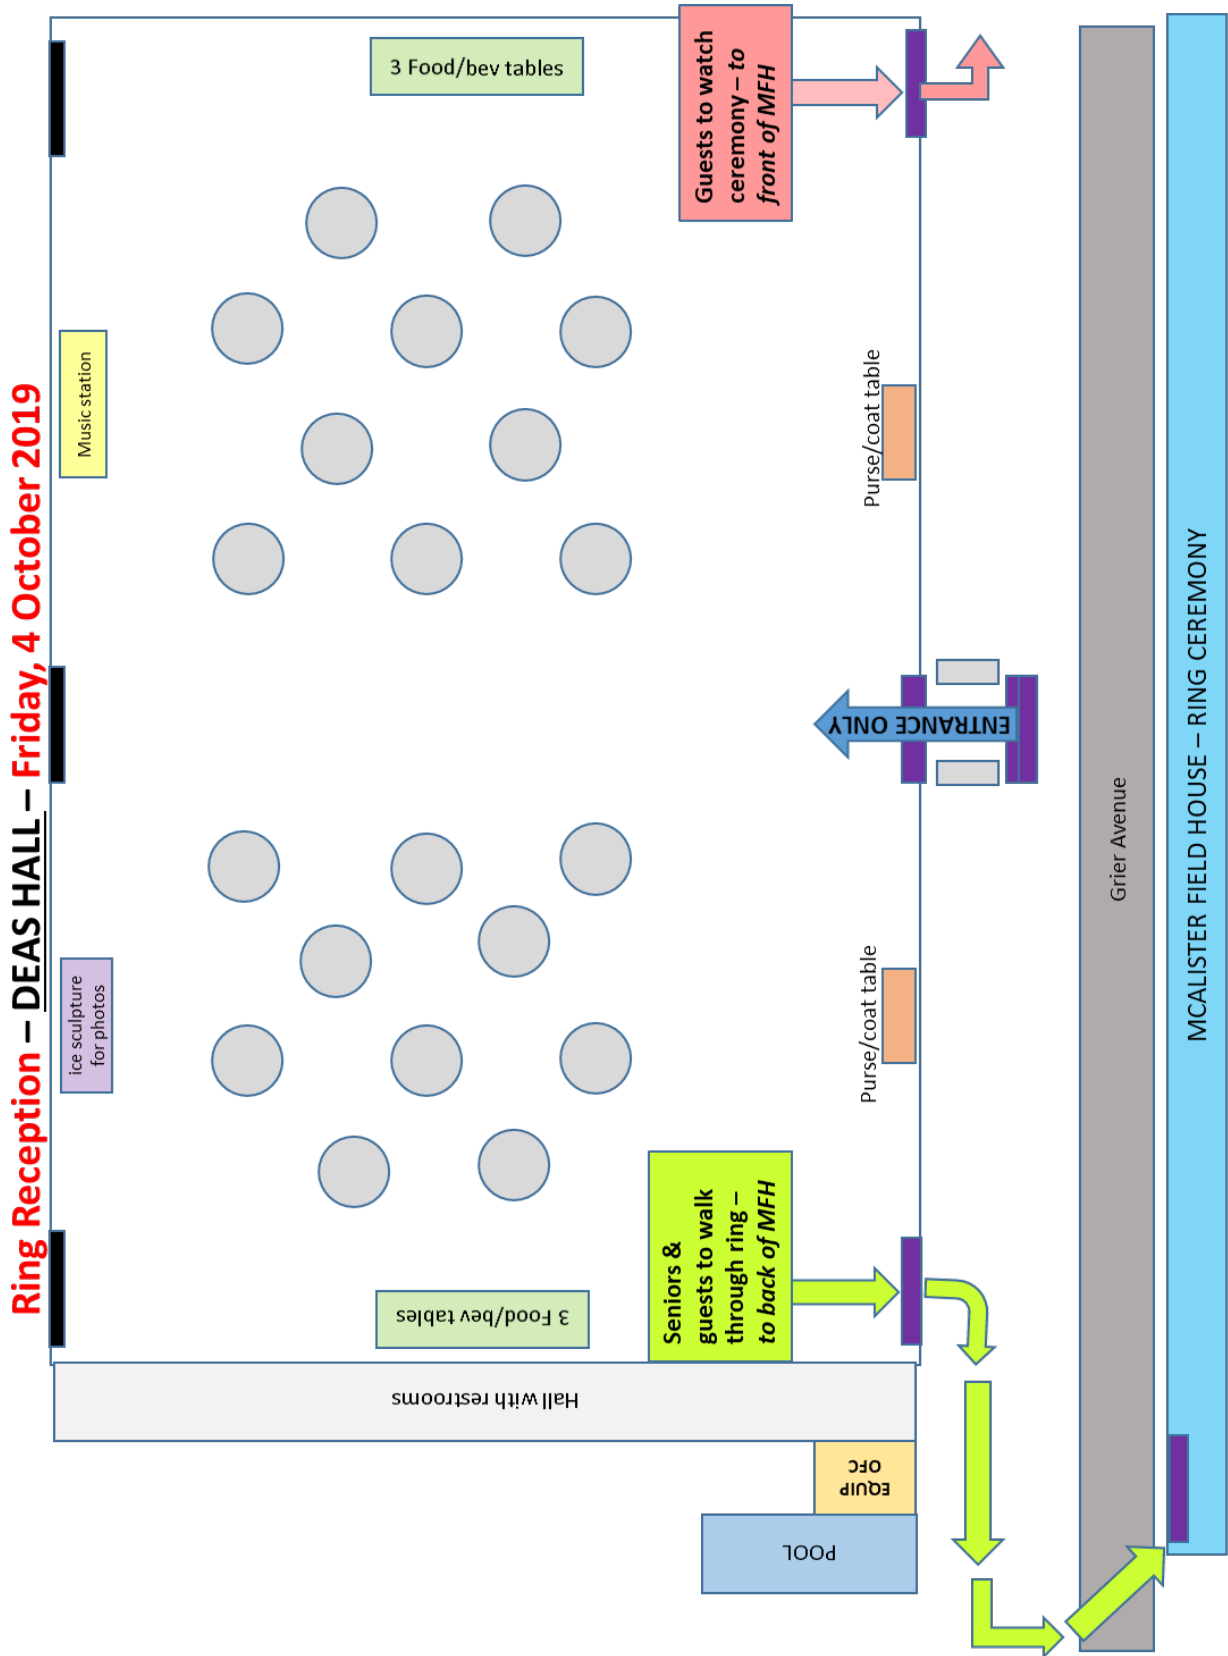 Ring Reception – DEAS HALL – Friday, 4 October 2019
ice sculpture
for photos
Music station
3 Food/bev tables
3 Food/bev tables
Hall with restrooms
EQUIP
OFC
POOL
Seniors &
guests to walk
through ring –
to back of MFH
Guests to watch
ceremony – to
front of MFH
Purse/coat table
Purse/coat table
ENTRANCE ONLY
Grier Avenue
MCALISTER FIELD HOUSE – RING CEREMONY